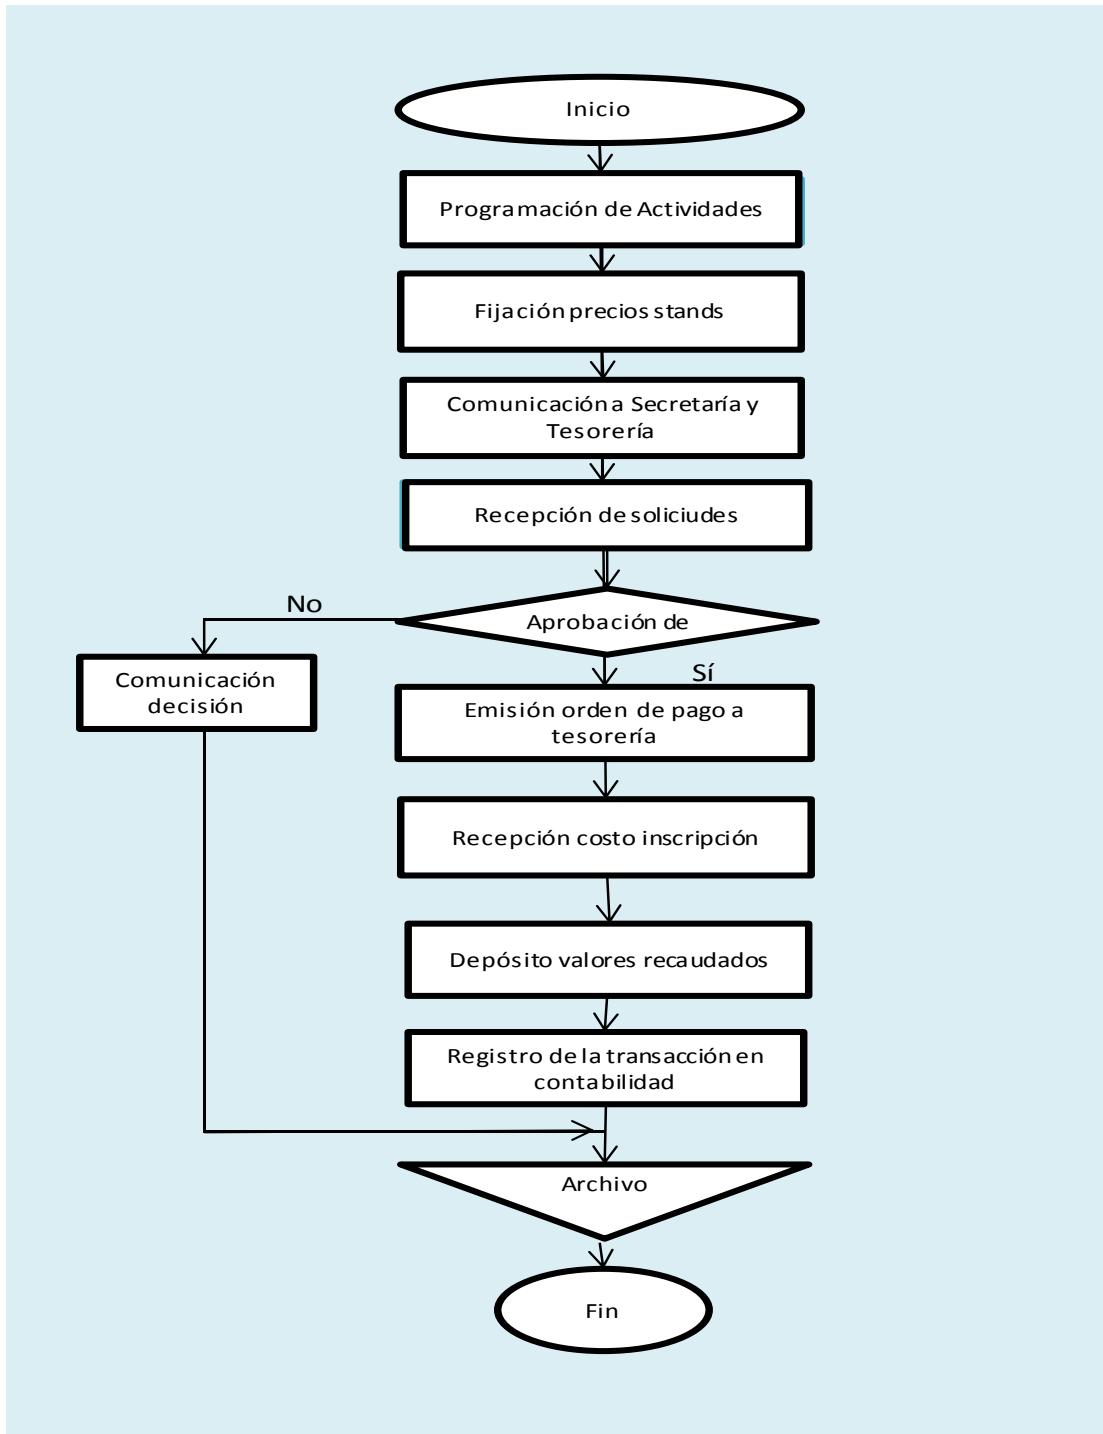 Inicio
Programación de Actividades
Fijación precios stands
Comunicación a Secretaría y
Tesorería
Recepción de soliciudes
No
Aprobación de
Sí
Comunicación
decisión
Emisión orden de pago a
tesorería
Recepción costo inscripción
Depósito valores recaudados
Registro de la transacción en
contabilidad
Archivo
Fin